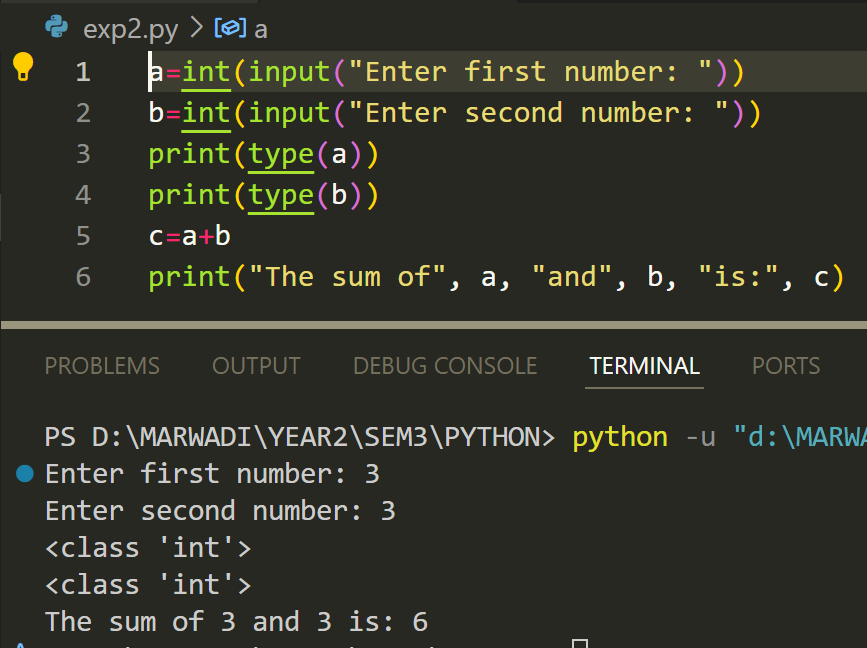 exp2.py > a
1 a=int(input("Enter first number: "))
2 b=int(input("Enter second number: "))
3 print(type(a))
4 print(type(b))
5 c=a+b
6 print("The sum of", a, "and", b, "is:", c)
PROBLEMS OUTPUT DEBUG CONSOLE TERMINAL PORTS
PS D:\MARWADI\YEAR2\SEM3\PYTHON> python -u "d:\MARWA
Enter first number: 3
Enter second number: 3
<class 'int'>
<class 'int'>
The sum of 3 and 3 is: 6